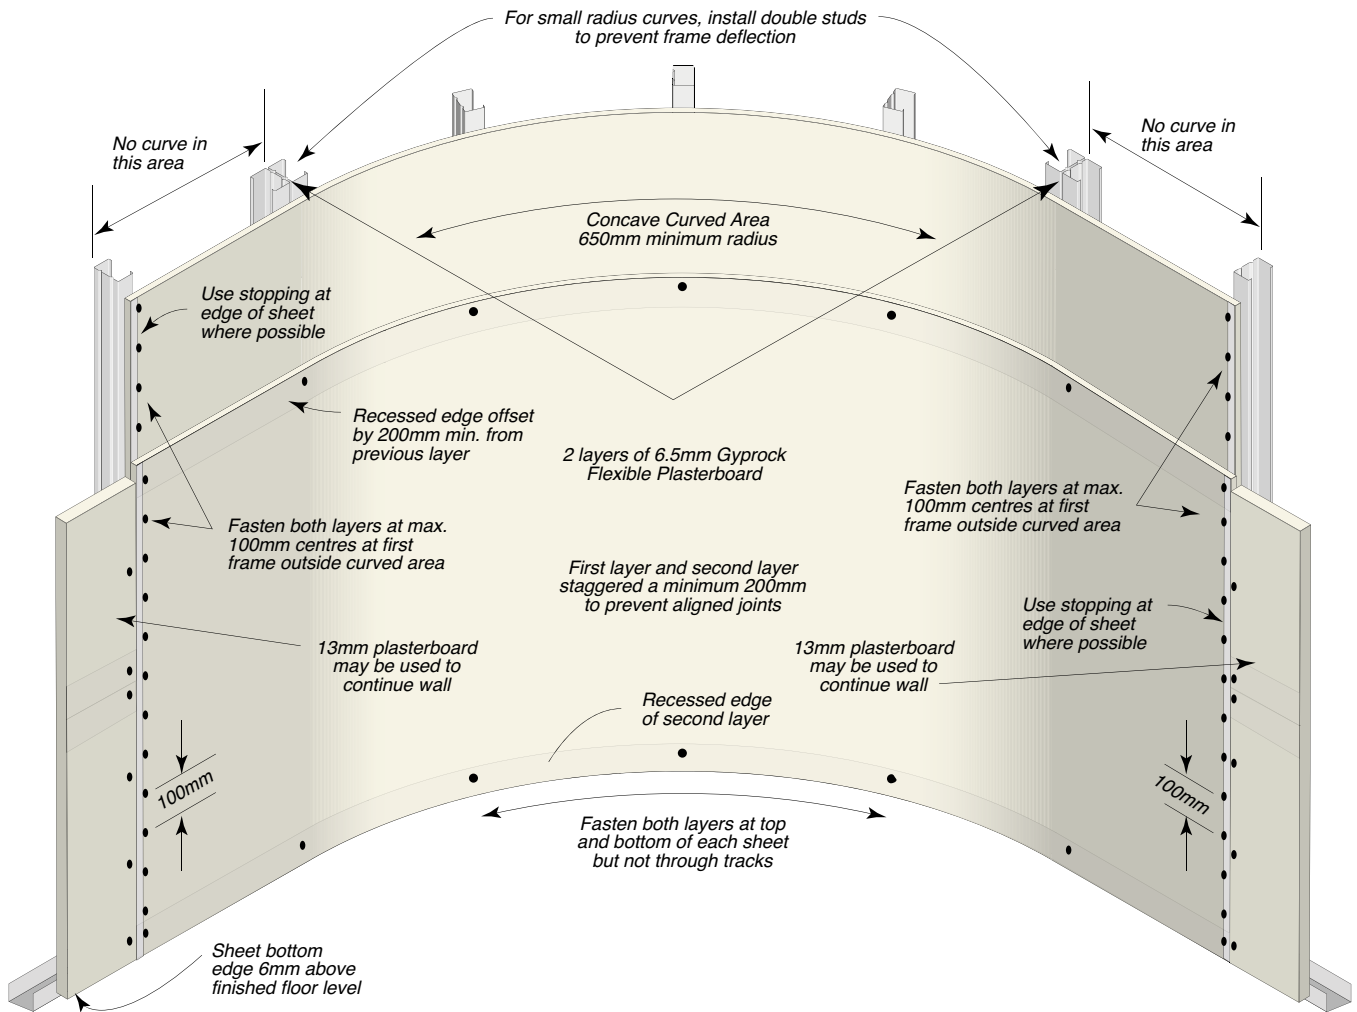 For small radius curves, install double studs
to prevent frame deflection
No curve in
this area
No curve in
this area
Concave Curved Area
650mm minimum radius
Use stopping at
edge of sheet
where possible
Recessed edge offset
by 200mm min. from
previous layer
2 layers of 6.5mm Gyprock
Flexible Plasterboard
Fasten both layers at max.
100mm centres at first
frame outside curved area
Fasten both layers at max.
100mm centres at first
frame outside curved area
First layer and second layer
staggered a minimum 200mm
to prevent aligned joints
Use stopping at
edge of sheet
where possible
13mm plasterboard
may be used to
continue wall
13mm plasterboard
may be used to
continue wall
Recessed edge
of second layer
100mm
100mm
Fasten both layers at top
and bottom of each sheet
but not through tracks
Sheet bottom
edge 6mm above
finished floor level